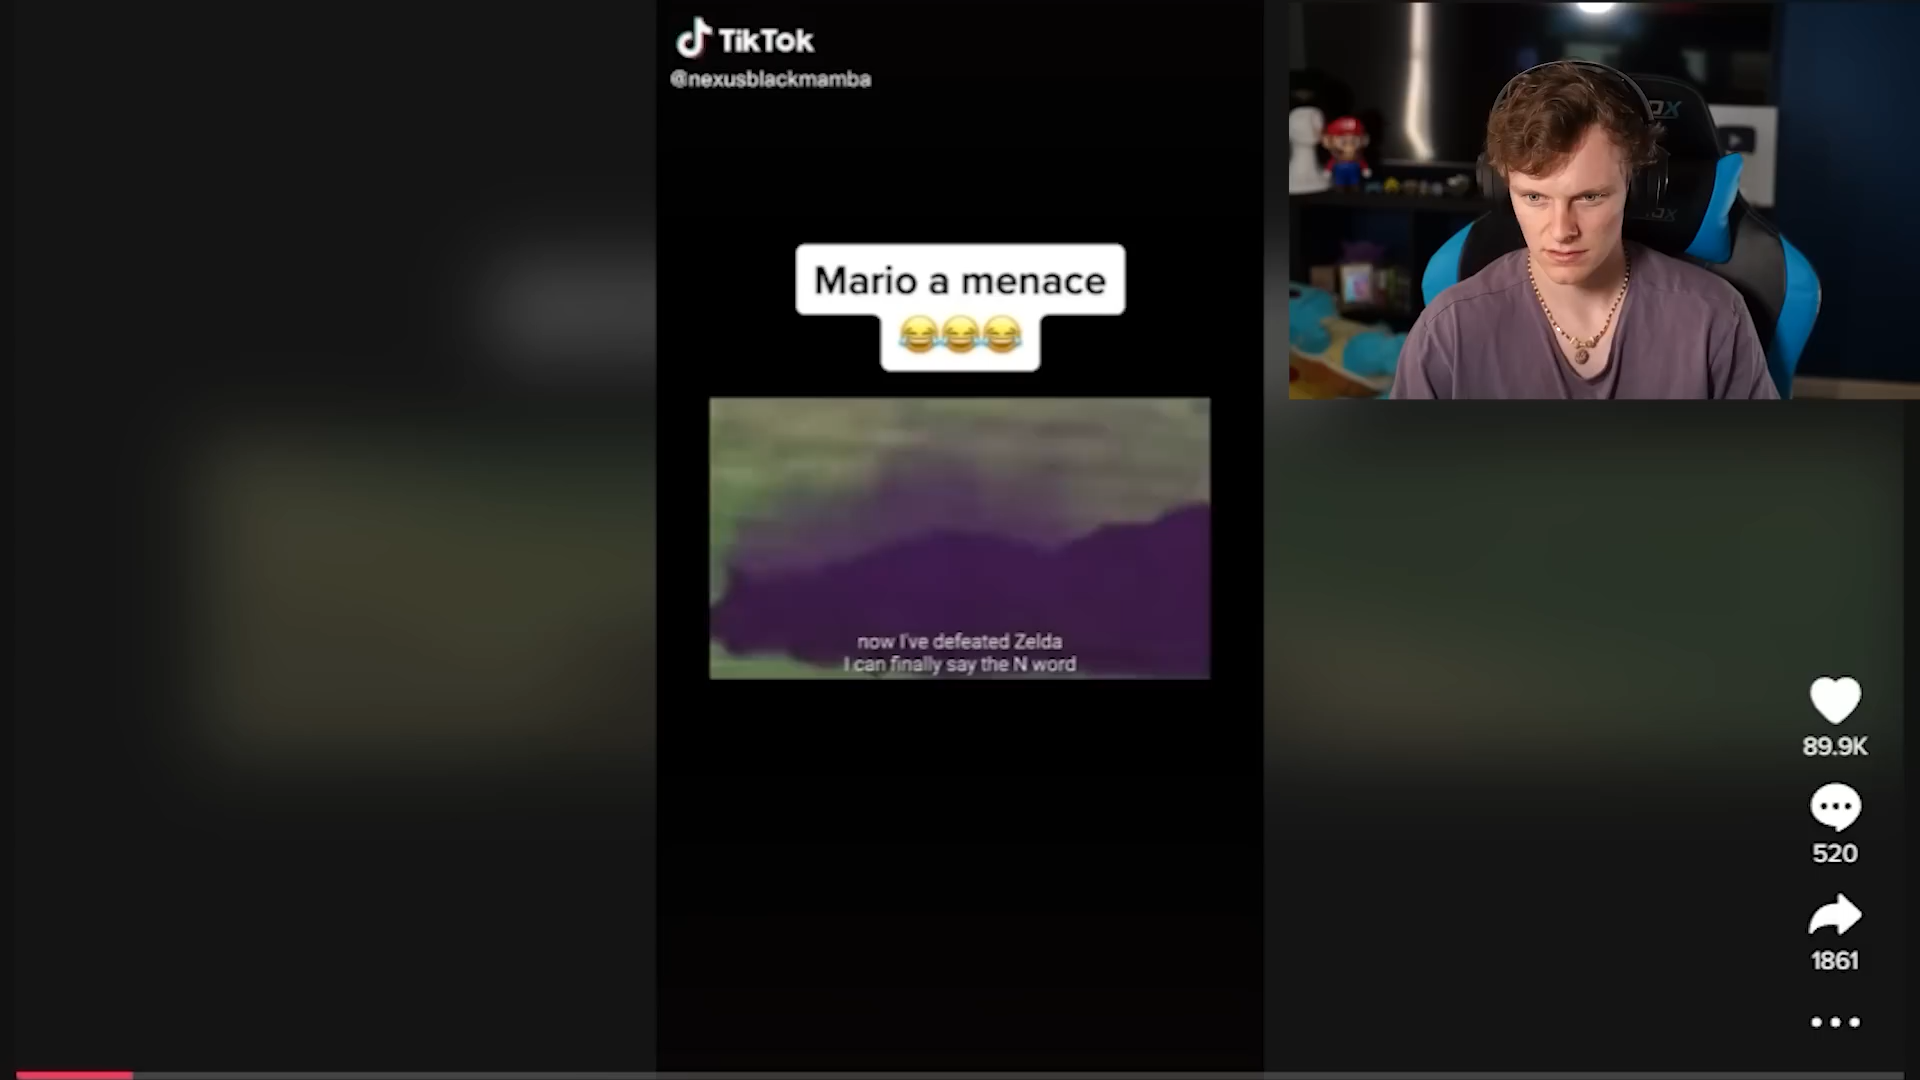 TikTok
@nexusblackmamba
Mario a menace
😂😂😂
now I've defeated Zelda
I can finally say the N word
89.9K
520
1861